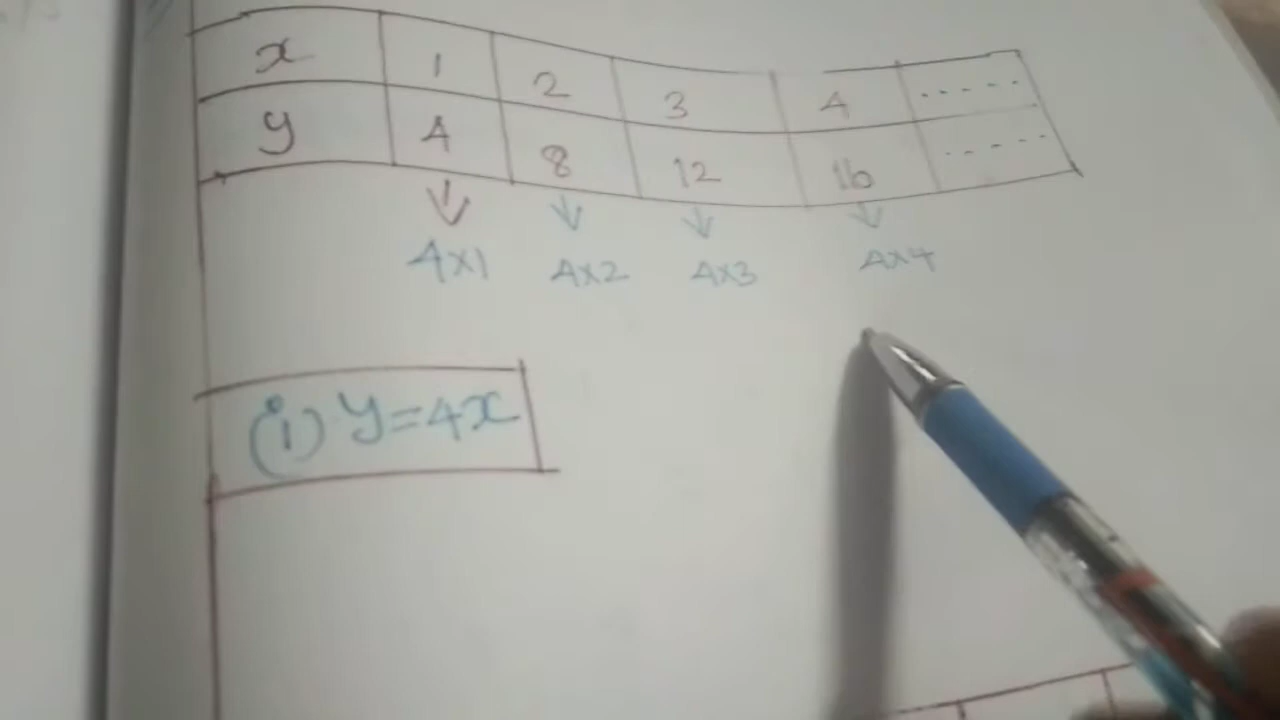 x 1 2 3 4 .....
y 4 8 12 16 ....
4x1 4x2 4x3 4x4
(i) y=4x